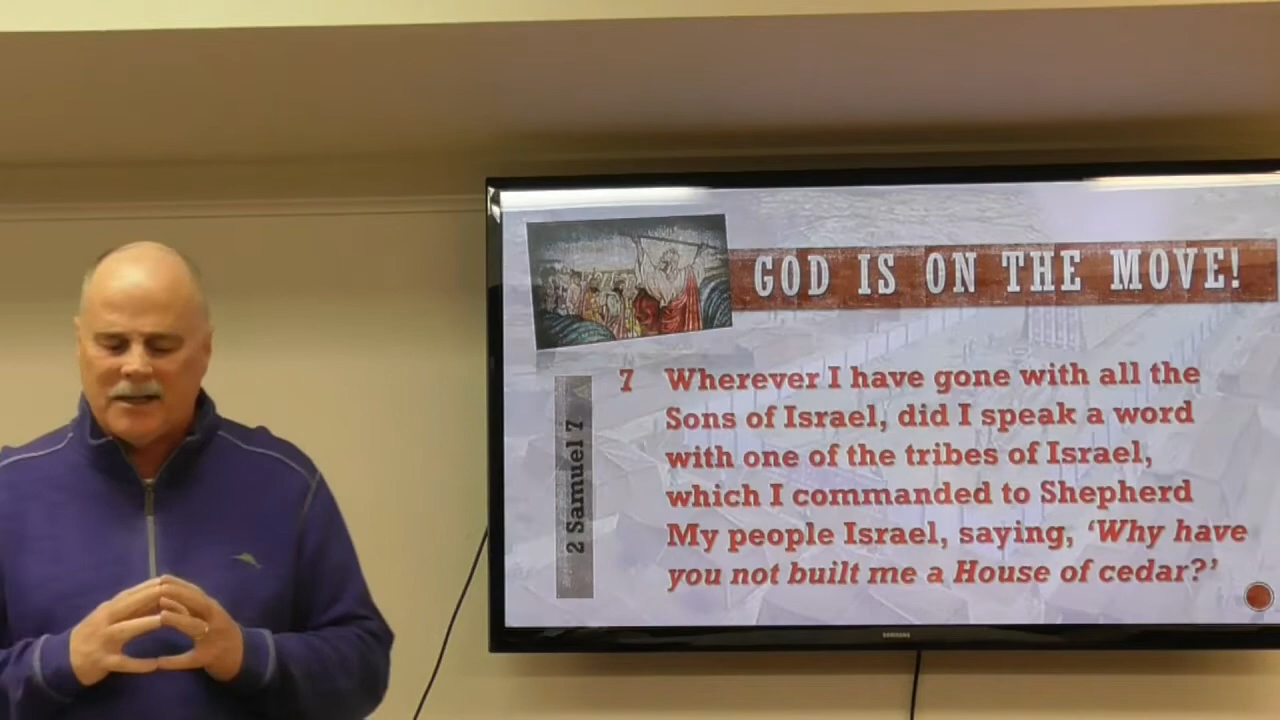 GOD IS ON THE MOVE!
2 Samuel 7
7 Wherever I have gone with all the
Sons of Israel, did I speak a word
with one of the tribes of Israel,
which I commanded to Shepherd
My people Israel, saying, ‘Why have
you not built me a House of cedar?’
SAMSUNG